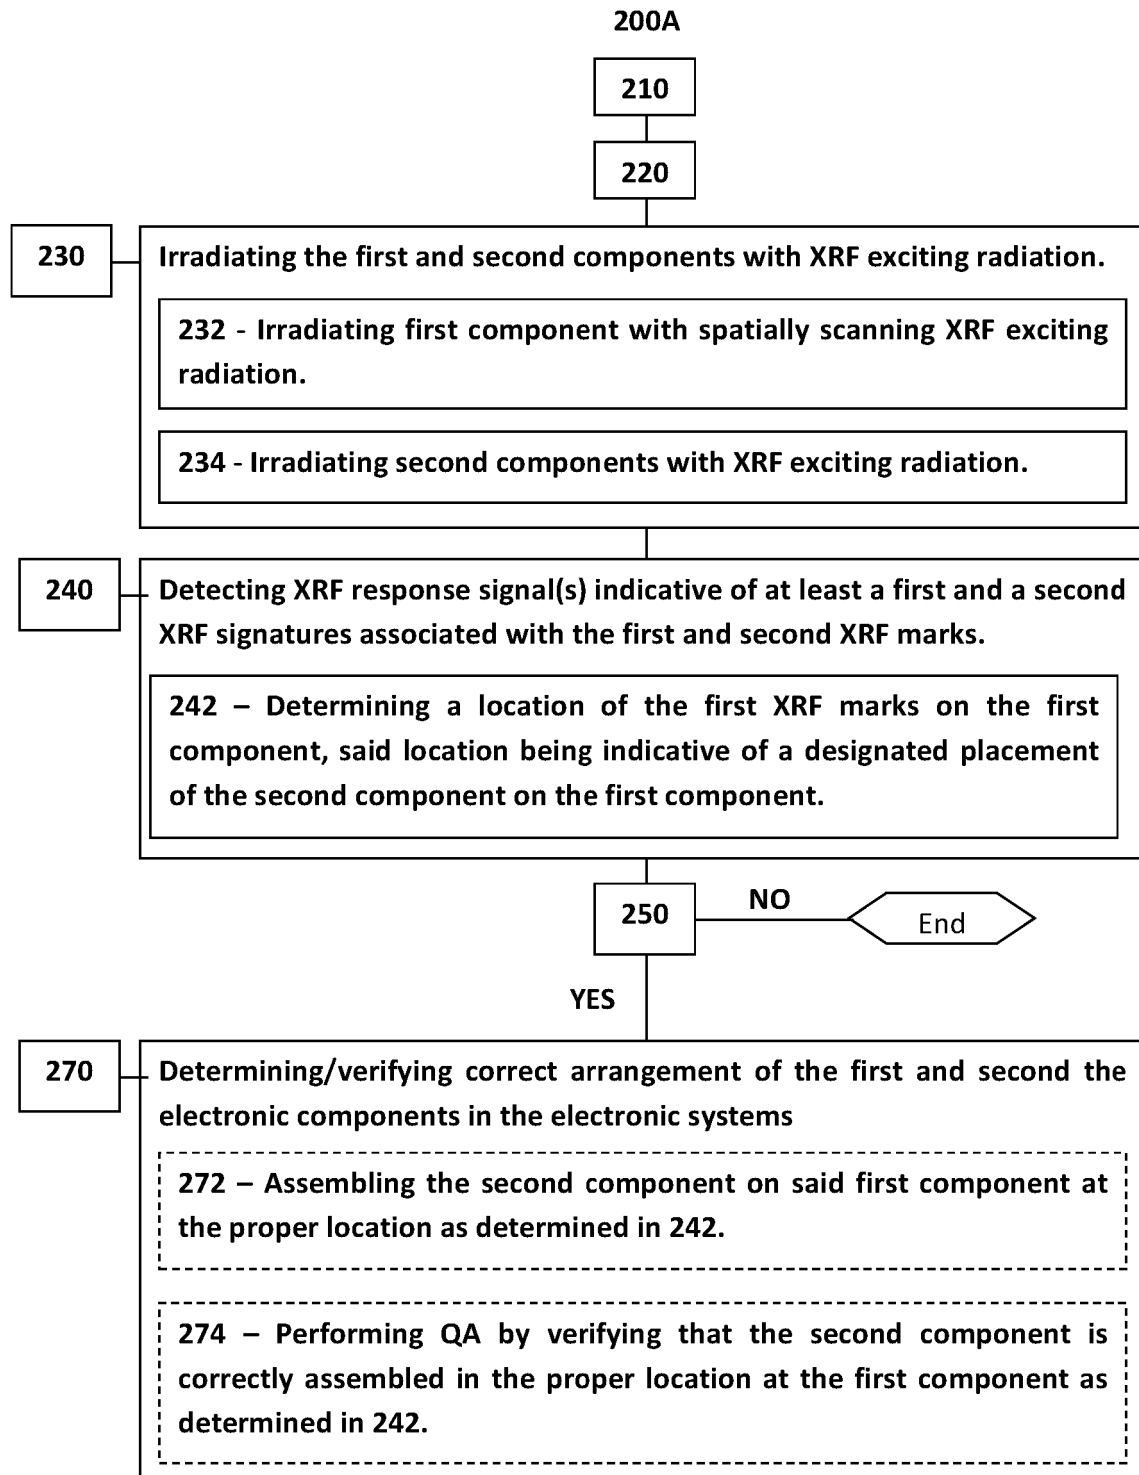 200A
210
220
230
Irradiating the first and second components with XRF exciting radiation.
232 - Irradiating first component with spatially scanning XRF exciting
radiation.
234 - Irradiating second components with XRF exciting radiation.
240
Detecting XRF response signal(s) indicative of at least a first and a second
XRF signatures associated with the first and second XRF marks.
242 – Determining a location of the first XRF marks on the first
component, said location being indicative of a designated placement
of the second component on the first component.
250
NO
End
YES
270
Determining/verifying correct arrangement of the first and second the
electronic components in the electronic systems
272 – Assembling the second component on said first component at
the proper location as determined in 242.
274 – Performing QA by verifying that the second component is
correctly assembled in the proper location at the first component as
determined in 242.